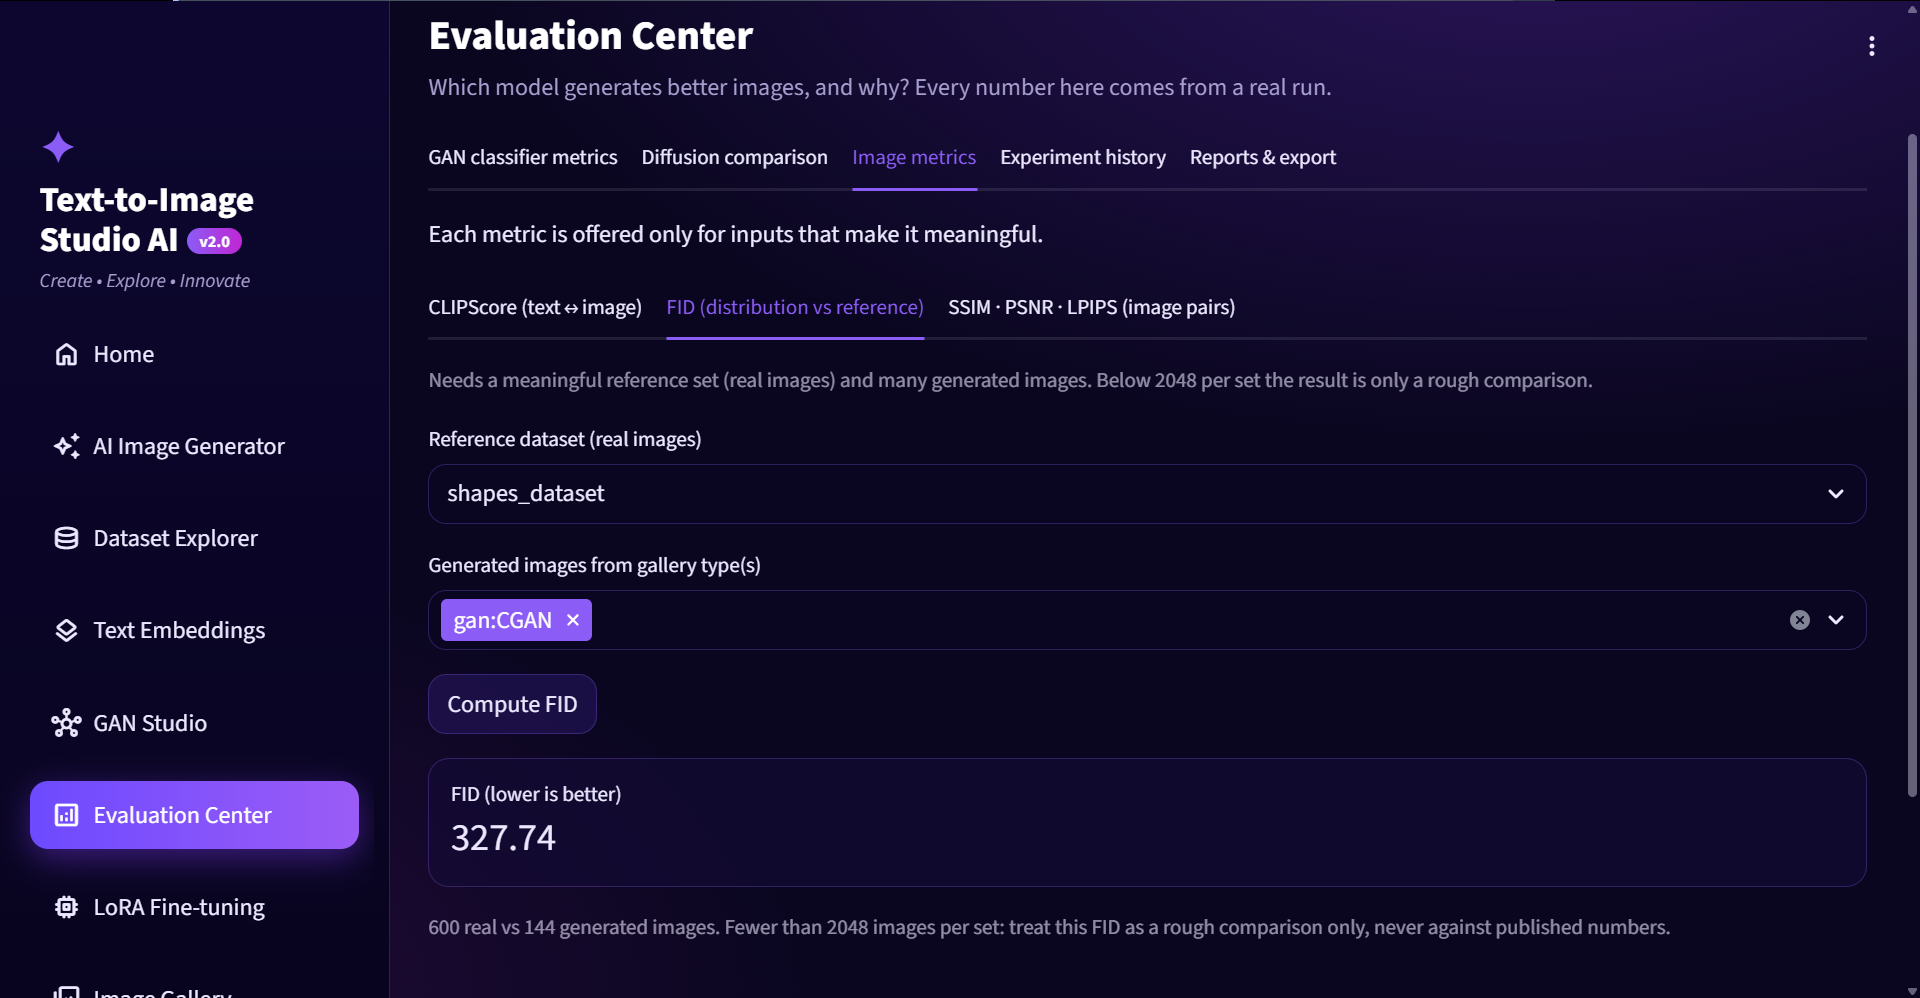 Text-to-Image
Studio AI v2.0
Create • Explore • Innovate
Home
AI Image Generator
Dataset Explorer
Text Embeddings
GAN Studio
Evaluation Center
LoRA Fine-tuning
Image Gallery
Evaluation Center
Which model generates better images, and why? Every number here comes from a real run.
GAN classifier metrics Diffusion comparison Image metrics Experiment history Reports & export
Each metric is offered only for inputs that make it meaningful.
CLIPScore (text↔image) FID (distribution vs reference) SSIM · PSNR · LPIPS (image pairs)
Needs a meaningful reference set (real images) and many generated images. Below 2048 per set the result is only a rough comparison.
Reference dataset (real images)
shapes_dataset
Generated images from gallery type(s)
gan:CGAN
Compute FID
FID (lower is better)
327.74
600 real vs 144 generated images. Fewer than 2048 images per set: treat this FID as a rough comparison only, never against published numbers.